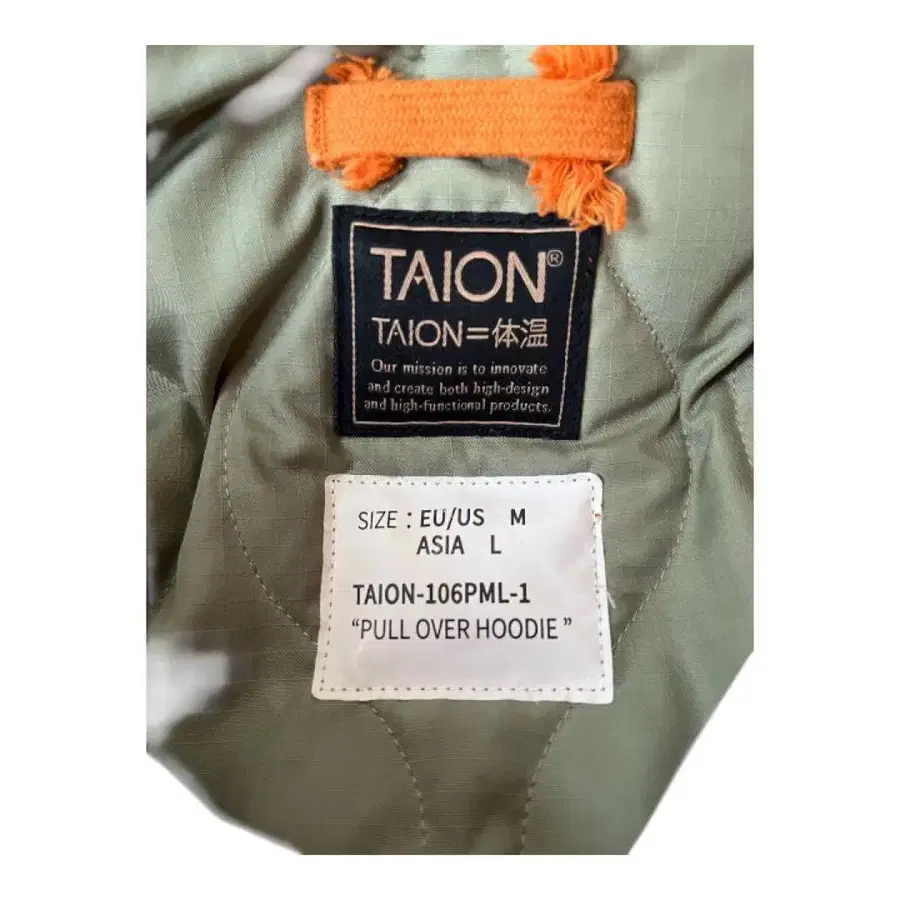 TAION®
TAION=体温
Our mission is to innovate
and create both high-design
and high-functional products.
SIZE : EU/US M
ASIA L
TAION-106PML-1
“PULL OVER HOODIE”